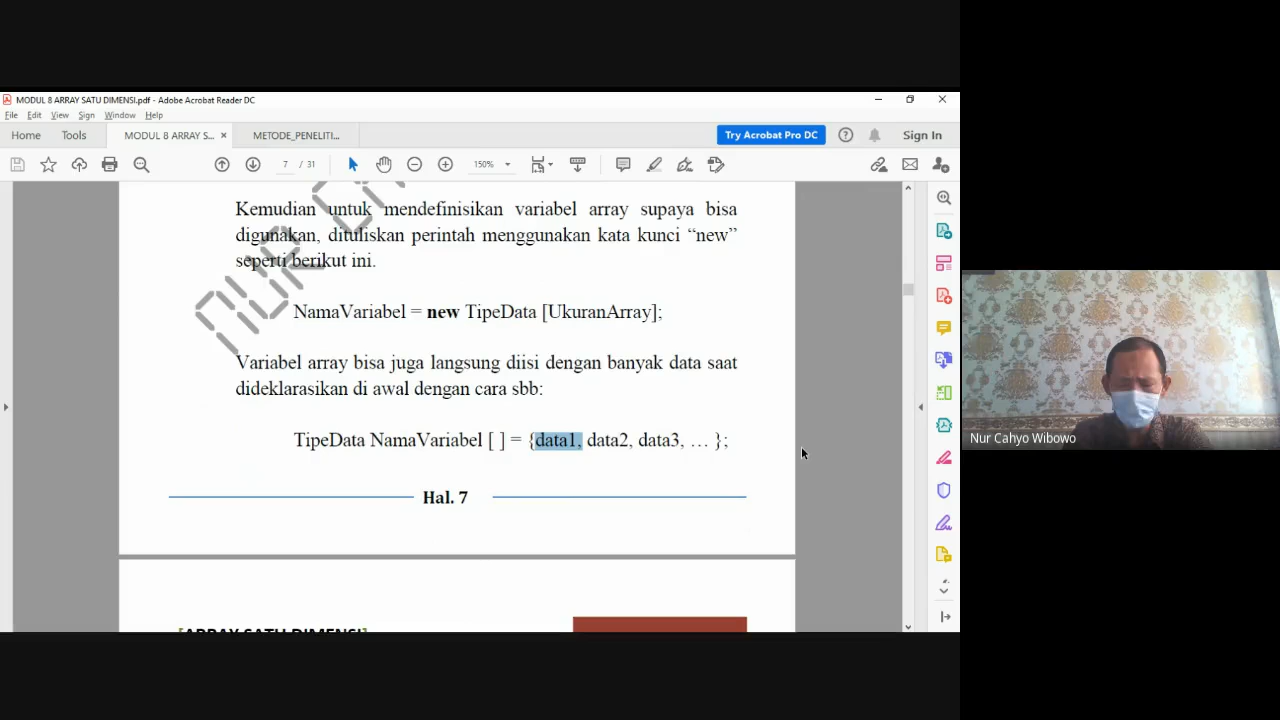 MODUL 8 ARRAY SATU DIMENSI.pdf - Adobe Acrobat Reader DC
File Edit View Sign Window Help
Home Tools MODUL 8 ARRAY S... × METODE_PENELITI... Try Acrobat Pro DC Sign In
7 / 31 150%
Kemudian untuk mendefinisikan variabel array supaya bisa
digunakan, dituliskan perintah menggunakan kata kunci “new”
seperti berikut ini.
NamaVariabel = new TipeData [UkuranArray];
Variabel array bisa juga langsung diisi dengan banyak data saat
dideklarasikan di awal dengan cara sbb:
TipeData NamaVariabel [ ] = {data1, data2, data3, … };
Hal. 7
[ARRAY SATU DIMENSI]
NUR
Nur Cahyo Wibowo